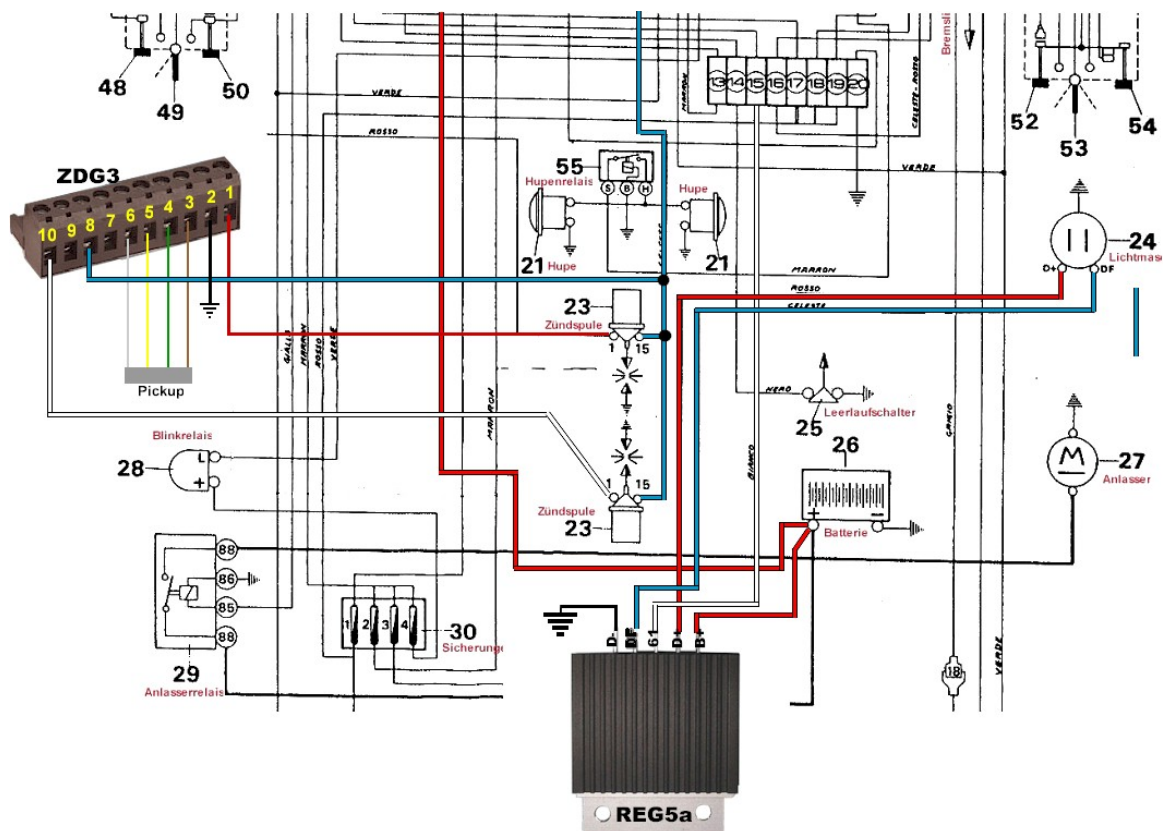 48
49
50
ZDG3
10 9 8 7 6 5 4 3 2 1
Pickup
VERDE
ROSSO
MARRON
13 14 15 16 17 18 19 20
CELESTE-ROSSO
VERDE
Bremsli
52
53
54
55
Hupenrelais
S B H
Hupe
21
Hupe
21
MARRON
ROSSO
CELESTE
D+ DF
24
Lichtmas
23
Zündspule
1 15
GIALLO
MARRON
ROSSO
VERDE
MARRON
NERO
25
Leerlaufschalter
26
Batterie
+
BIANCO
GRIGIO
M
27
Anlasser
Blinkrelais
28
L
+
1 15
Zündspule
23
88
86
85
88
29
Anlasserrelais
1 2 3 4
30
Sicherunge
D- DF 61 D+ B+
18
VERDE
REG5a